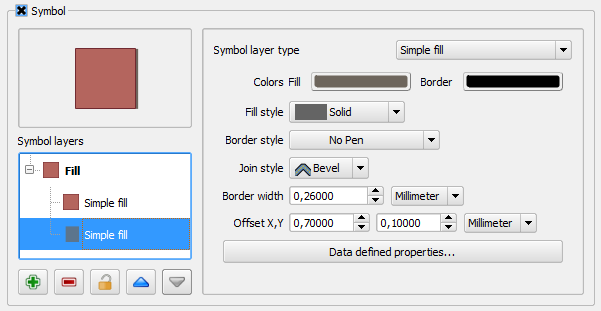 Symbol
Symbol layer type Simple fill
Colors Fill Border
Fill style Solid
Border style No Pen
Join style Bevel
Border width 0,26000 Millimeter
Offset X,Y 0,70000 0,10000 Millimeter
Data defined properties...
Symbol layers
Fill
Simple fill
Simple fill